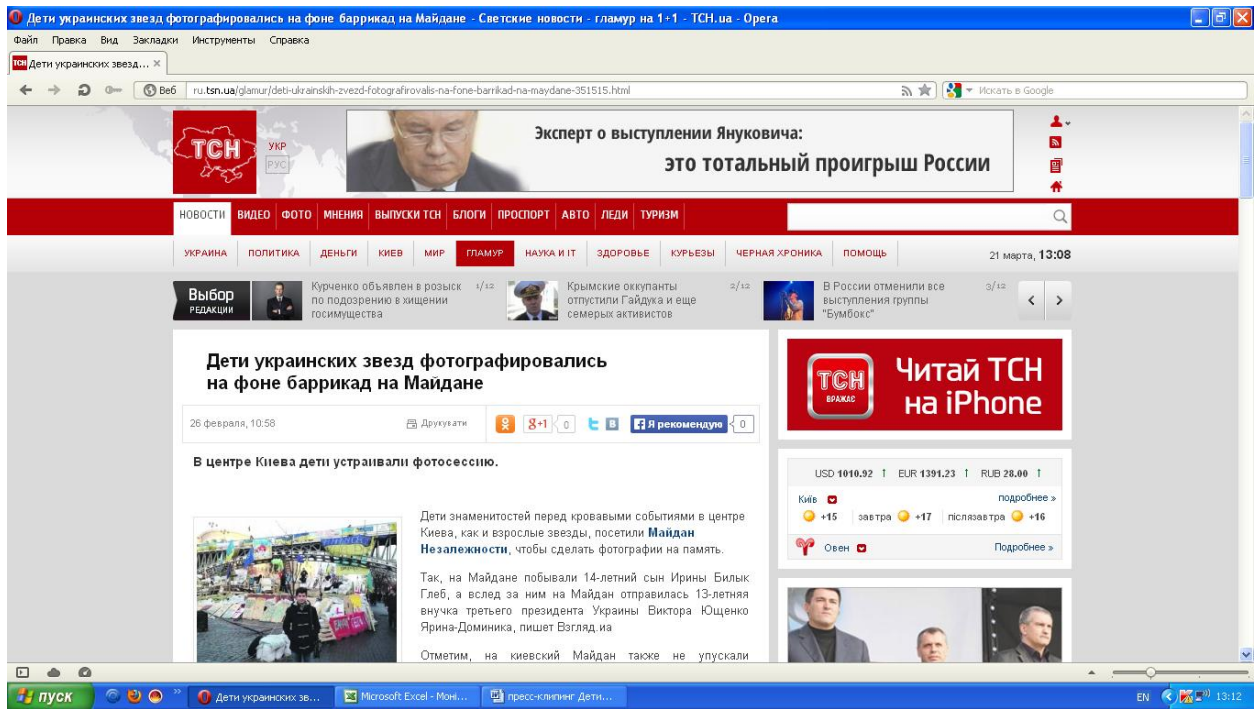 Дети украинских звезд фотографировались на фоне баррикад на Майдане - Светские новости - гламур на 1+1 - ТСН.ua - Opera
Файл Правка Вид Закладки Инструменты Справка
ТСН Дети украинских звезд...
Веб ru.tsn.ua/glamur/deti-ukrainskih-zvezd-fotografirovalis-na-fone-barrikad-na-maydane-351515.html Искать в Google
ТСН
УКР
РУС
Эксперт о выступлении Януковича:
это тотальный проигрыш России
НОВОСТИ ВИДЕО ФОТО МНЕНИЯ ВЫПУСКИ ТСН БЛОГИ ПРОСПОРТ АВТО ЛЕДИ ТУРИЗМ
УКРАИНА ПОЛИТИКА ДЕНЬГИ КИЕВ МИР ГЛАМУР НАУКА И IT ЗДОРОВЬЕ КУРЬЕЗЫ ЧЕРНАЯ ХРОНИКА ПОМОЩЬ 21 марта, 13:08
Выбор
РЕДАКЦИИ
Курченко объявлен в розыск
по подозрению в хищении
госимущества
1/12
Крымские оккупанты
отпустили Гайдука и еще
семерых активистов
2/12
В России отменили все
выступления группы
"Бумбокс"
3/12
Дети украинских звезд фотографировались
на фоне баррикад на Майдане
26 февраля, 10:58 Друкувати g+1 0 Я рекомендую 0
В центре Киева дети устраивали фотосессию.
Дети знаменитостей перед кровавыми событиями в центре
Киева, как и взрослые звезды, посетили Майдан
Незалежности, чтобы сделать фотографии на память.
Так, на Майдане побывали 14-летний сын Ирины Билык
Глеб, а вслед за ним на Майдан отправилась 13-летняя
внучка третьего президента Украины Виктора Ющенко
Ярина-Доминика, пишет Взгляд.иа
Отметим, на киевский Майдан также не упускали
ТСН
ВРАЖАЄ
Читай ТСН
на iPhone
USD 1010.92 ↑ EUR 1391.23 ↑ RUB 28.00 ↑
Київ подробнее »
+15 завтра +17 післязавтра +16
Овен Подробнее »
пуск Дети украинских зв... Microsoft Excel - Моні... пресс-клипинг Дети... EN 13:12